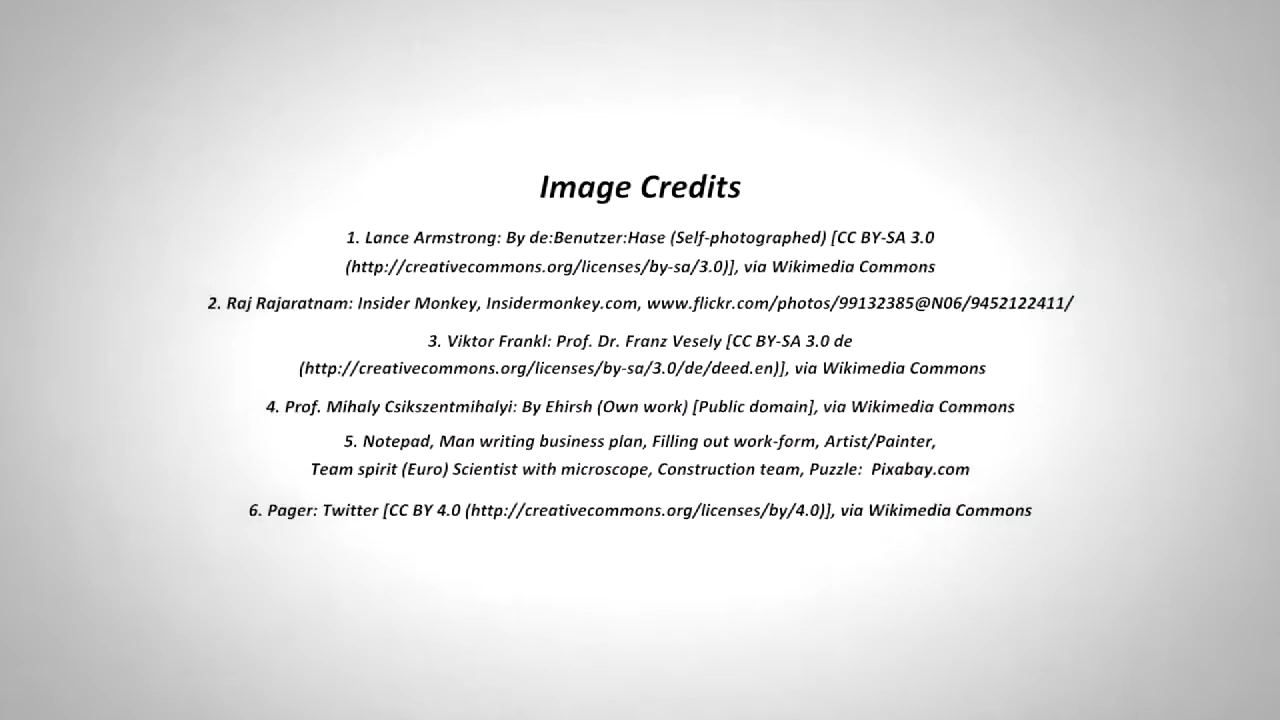 Image Credits
1. Lance Armstrong: By de:Benutzer:Hase (Self-photographed) [CC BY-SA 3.0
(http://creativecommons.org/licenses/by-sa/3.0)], via Wikimedia Commons
2. Raj Rajaratnam: Insider Monkey, Insidermonkey.com, www.flickr.com/photos/99132385@N06/9452122411/
3. Viktor Frankl: Prof. Dr. Franz Vesely [CC BY-SA 3.0 de
(http://creativecommons.org/licenses/by-sa/3.0/de/deed.en)], via Wikimedia Commons
4. Prof. Mihaly Csikszentmihalyi: By Ehirsh (Own work) [Public domain], via Wikimedia Commons
5. Notepad, Man writing business plan, Filling out work-form, Artist/Painter,
Team spirit (Euro) Scientist with microscope, Construction team, Puzzle:  Pixabay.com
6. Pager: Twitter [CC BY 4.0 (http://creativecommons.org/licenses/by/4.0)], via Wikimedia Commons